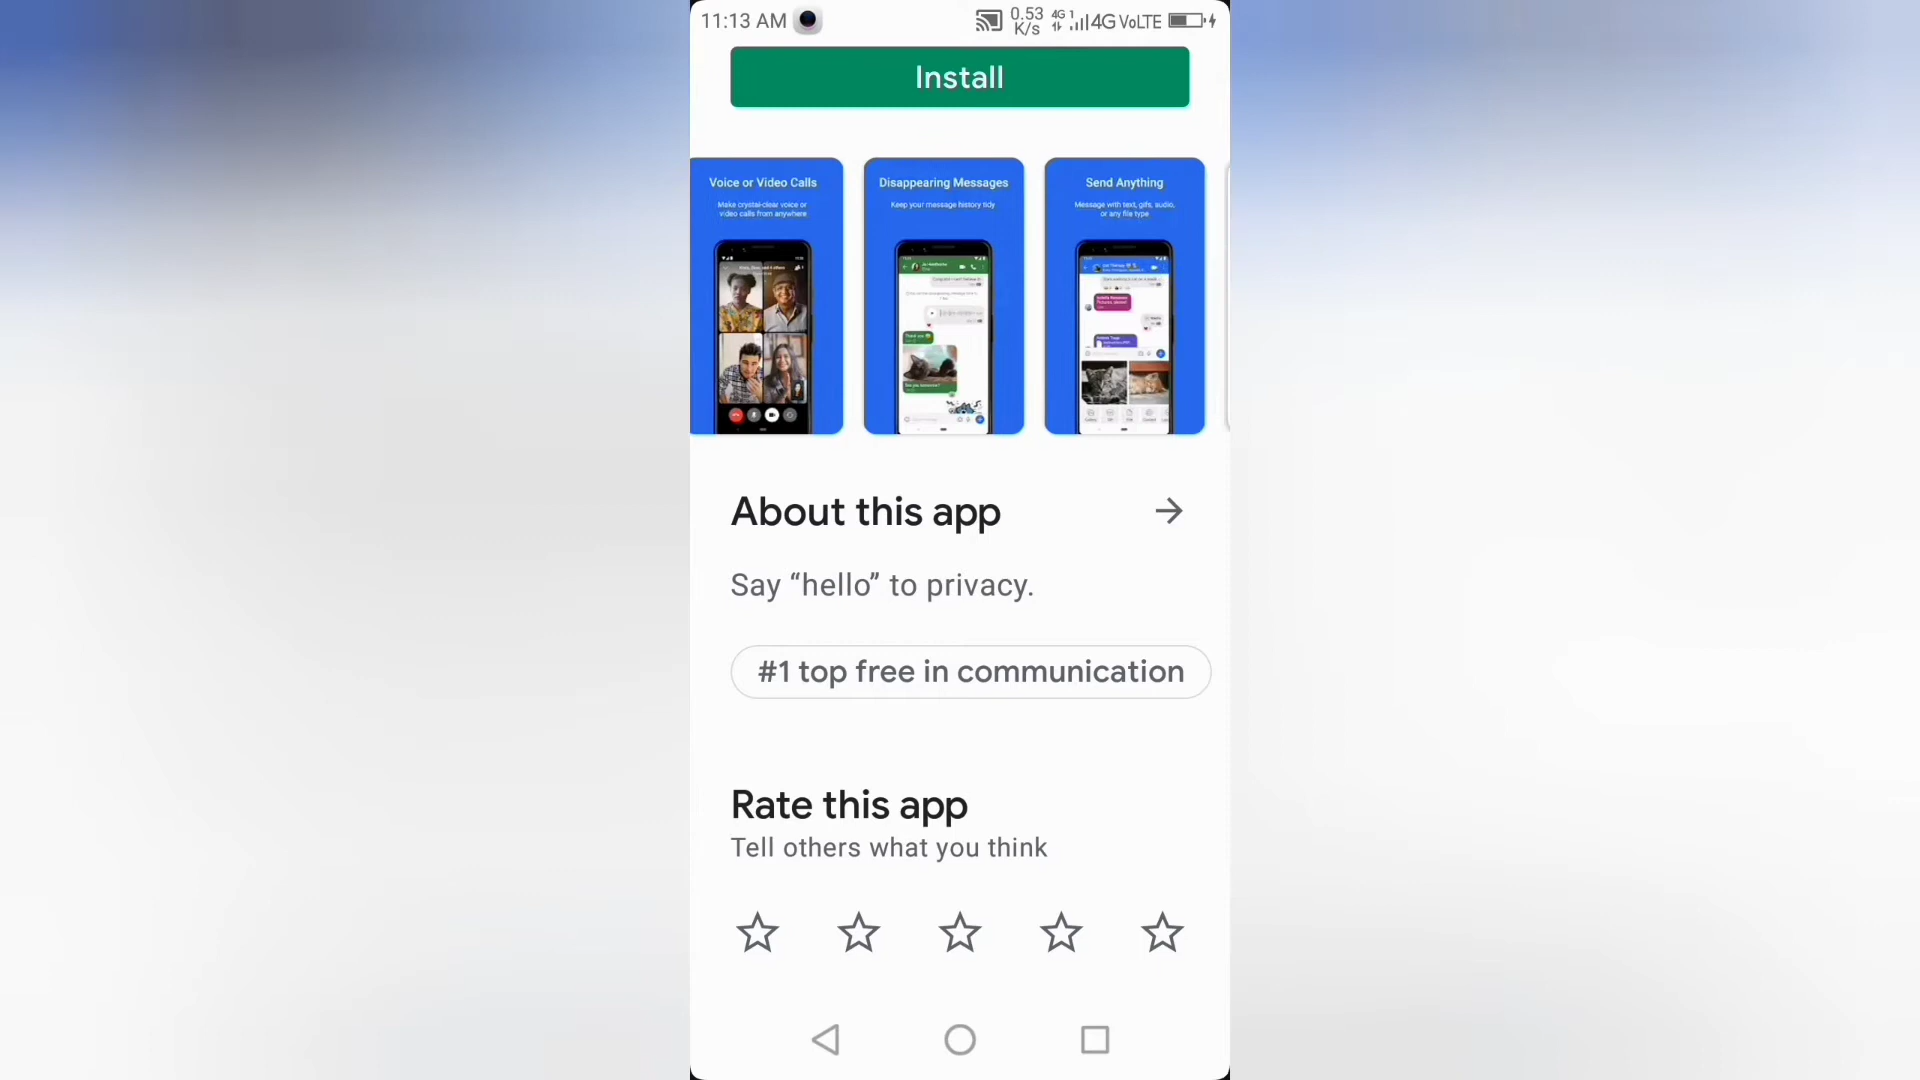 11:13 AM
0.53 K/s
4G 1 4G VoLTE
Install
Voice or Video Calls
Make crystal-clear voice or
video calls from anywhere
Disappearing Messages
Keep your message history tidy
Send Anything
Message with text, gifs, audio,
or any file type
About this app
Say “hello” to privacy.
#1 top free in communication
Rate this app
Tell others what you think